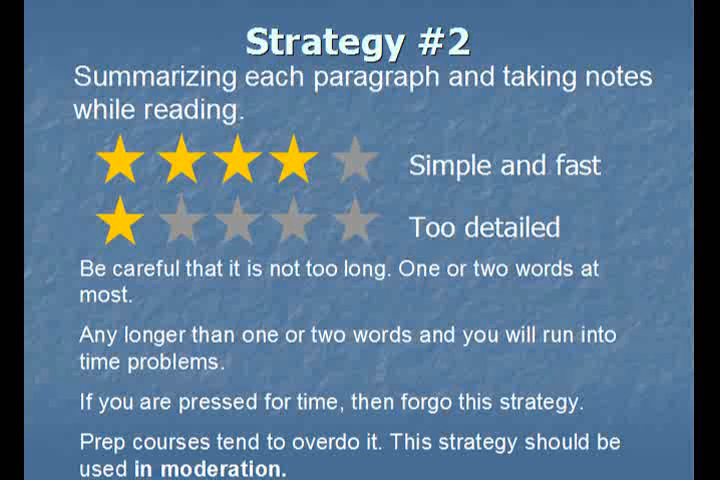 Strategy #2
Summarizing each paragraph and taking notes
while reading.
Simple and fast
Too detailed
Be careful that it is not too long. One or two words at
most.
Any longer than one or two words and you will run into
time problems.
If you are pressed for time, then forgo this strategy.
Prep courses tend to overdo it. This strategy should be
used in moderation.